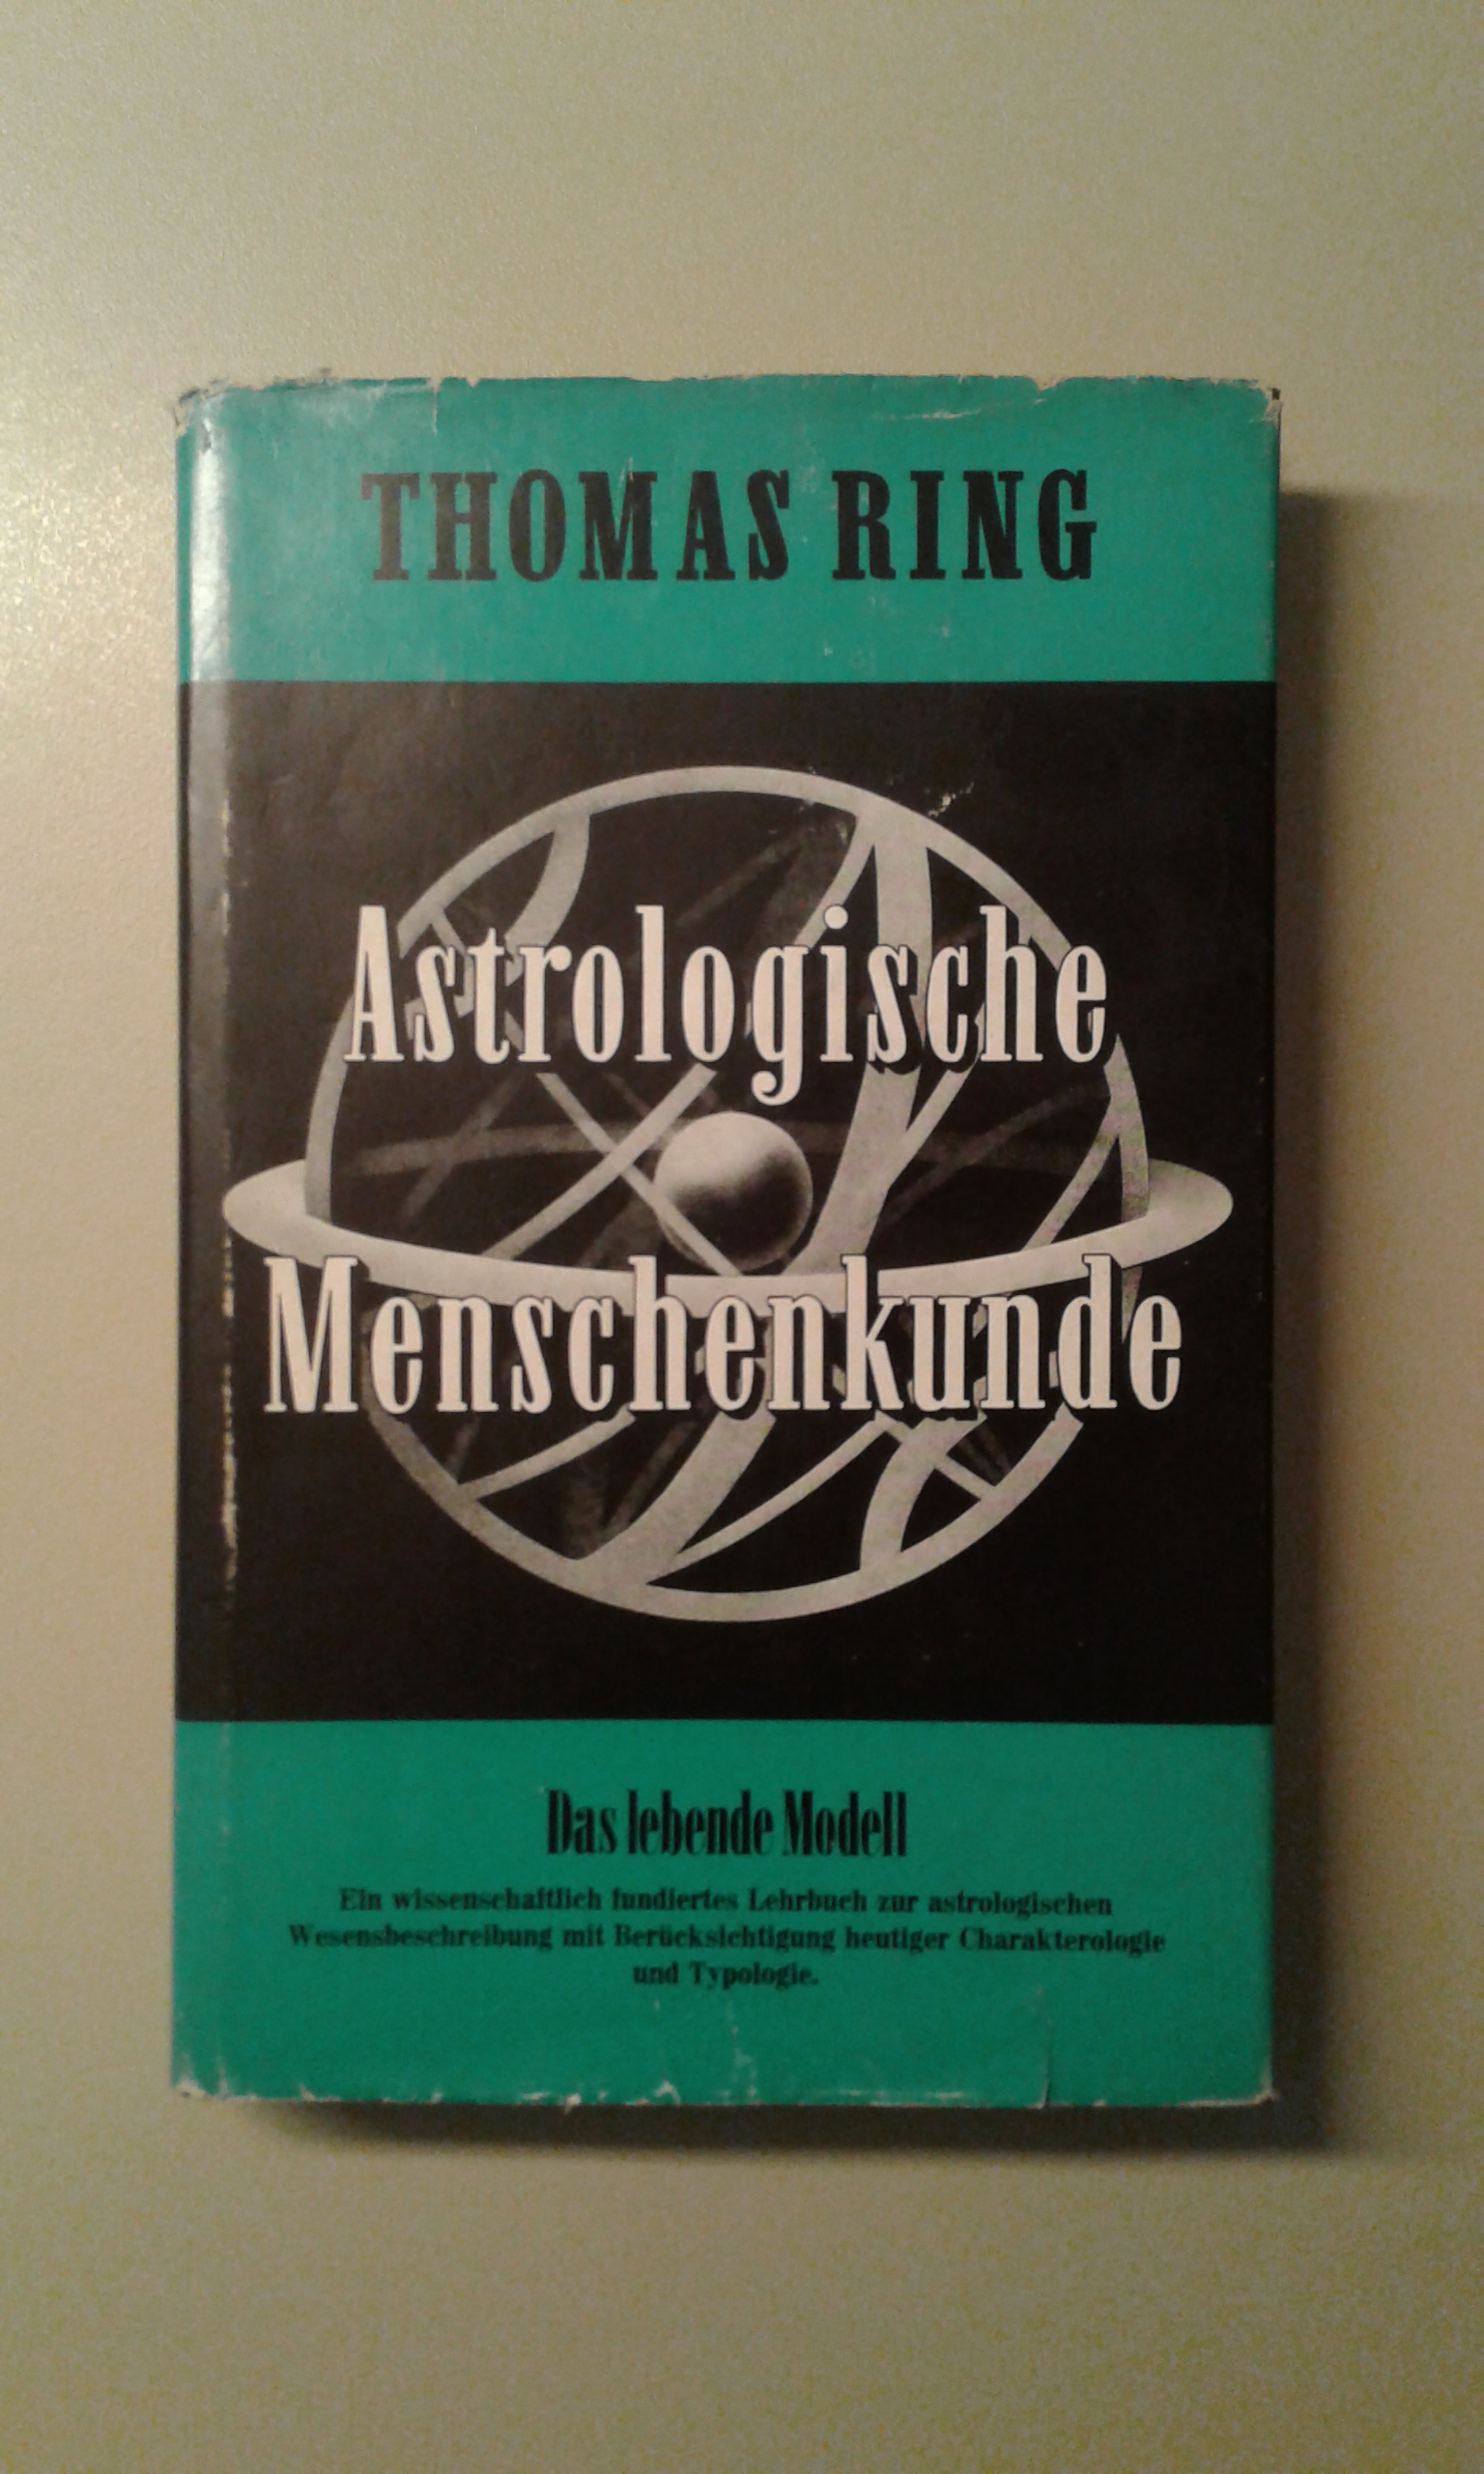 THOMAS RING
Astrologische
Menschenkunde
Das lebende Modell
Ein wissenschaftlich fundiertes Lehrbuch zur astrologischen
Wesensbeschreibung mit Berücksichtigung heutiger Charakterologie
und Typologie.